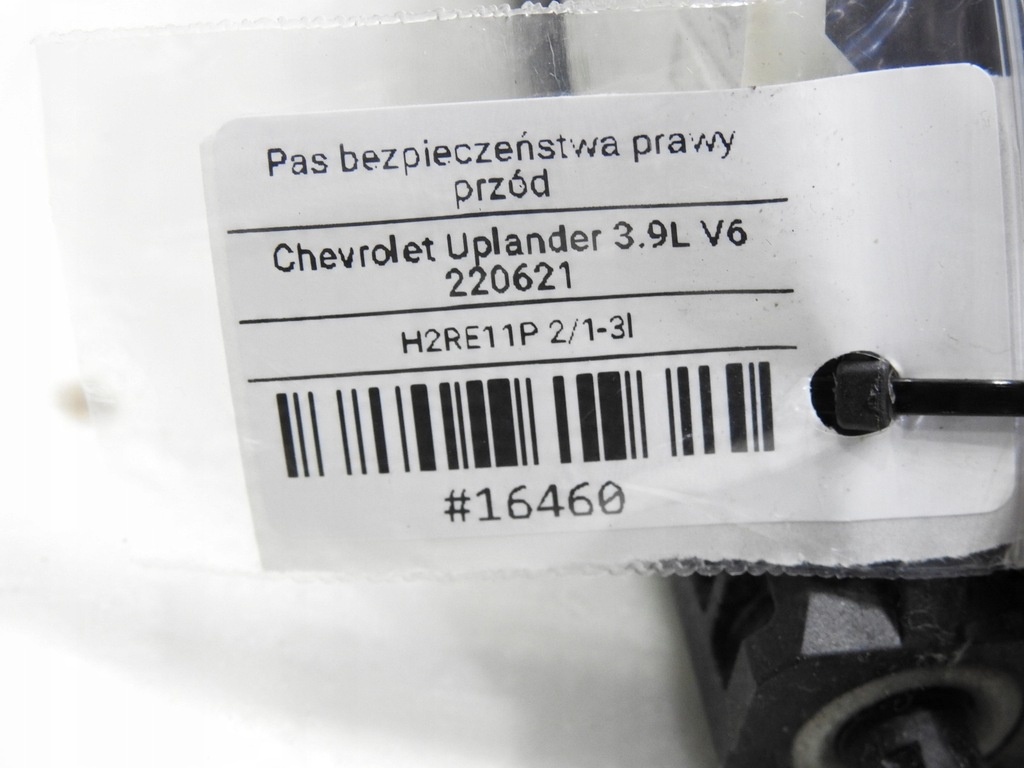 Pas bezpieczeństwa prawy
przód
Chevrolet Uplander 3.9L V6
220621
H2RE11P 2/1-3l
#16460